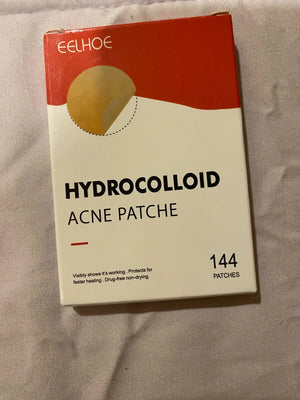 EELHOE
HYDROCOLLOID
ACNE PATCHE
Visibly shows it's working . Protects for
faster healing . Drug-free non-drying.
144
PATCHES